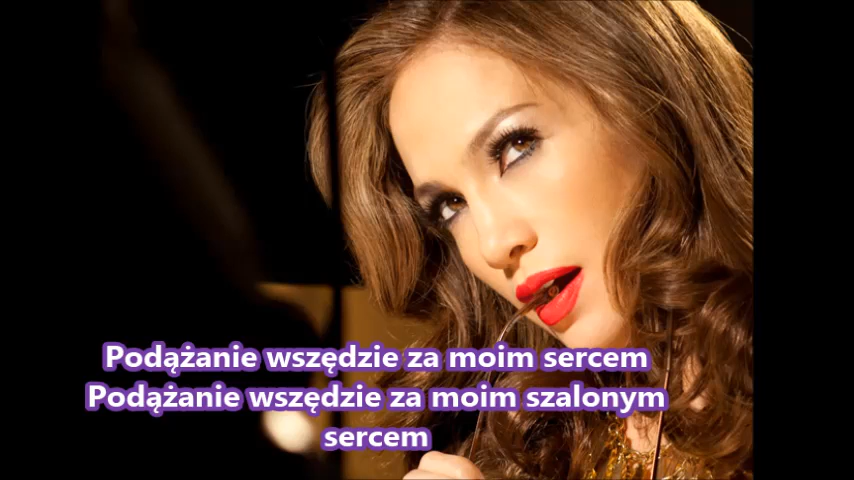 Podążanie wszędzie za moim sercem
Podążanie wszędzie za moim szalonym
sercem